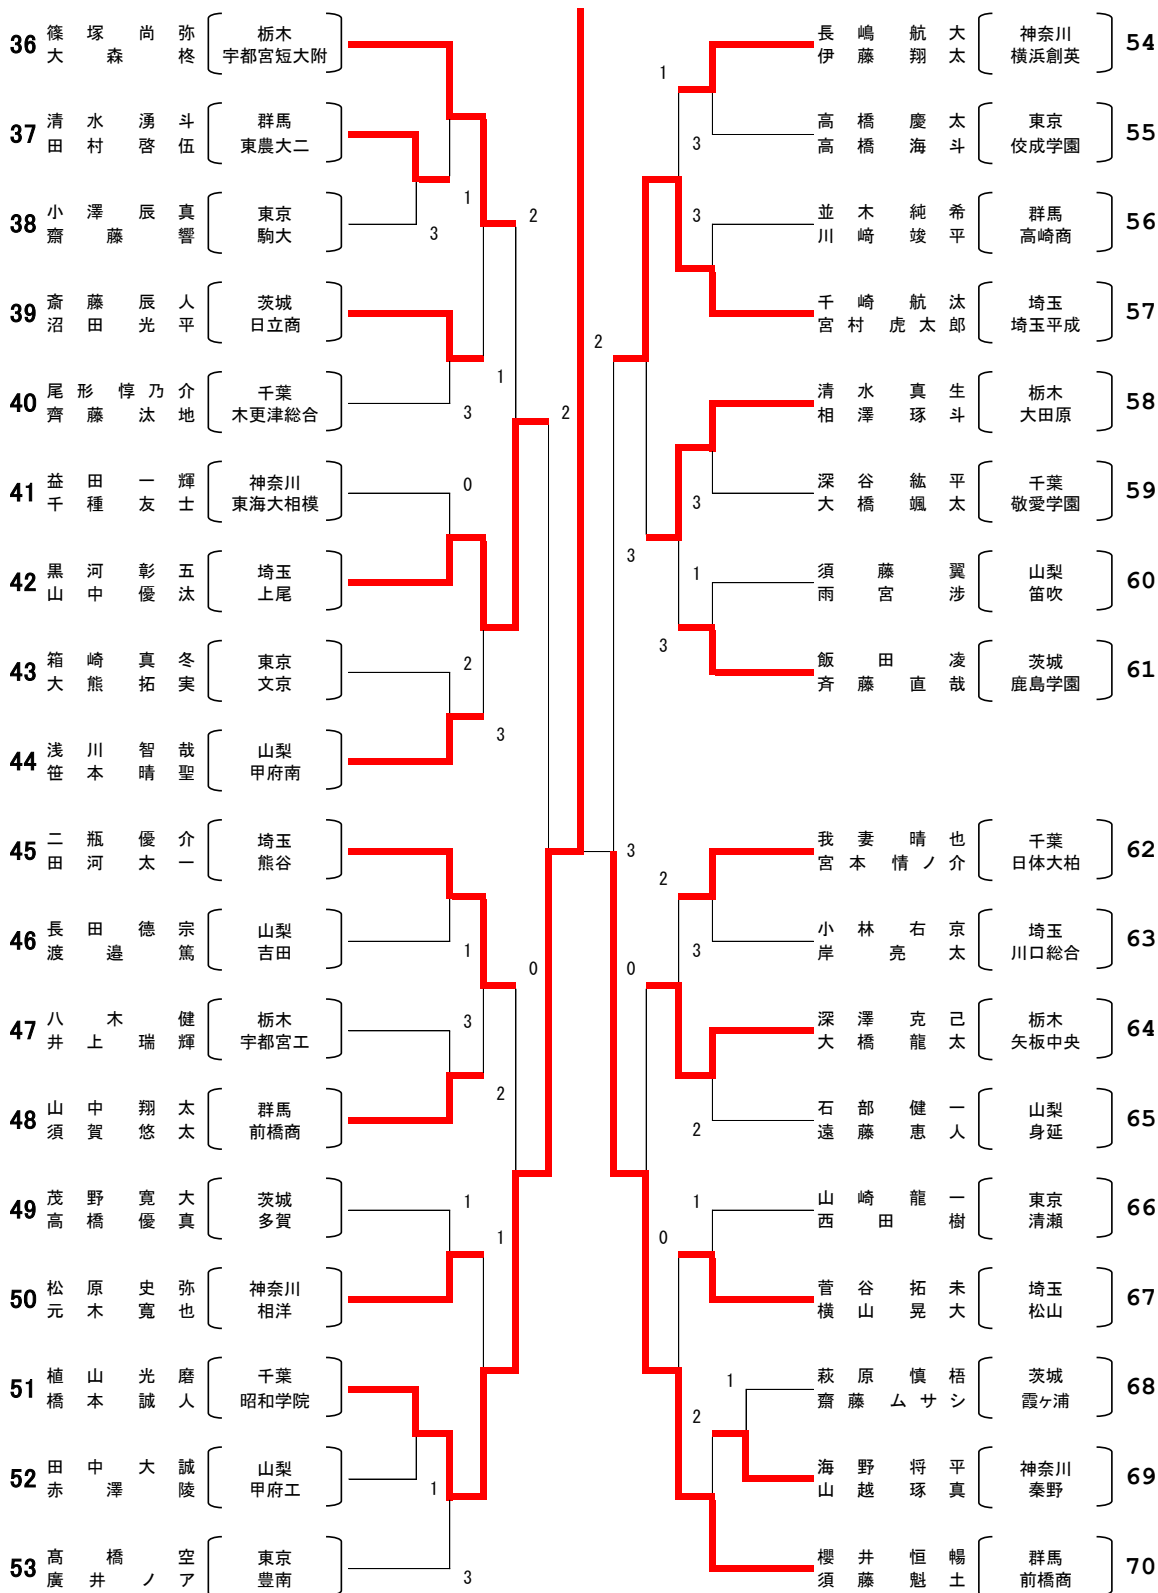 36 篠塚尚弥 栃木
大森柊 宇都宮短大附
37 清水湧斗 群馬
田村啓伍 東農大二
38 小澤辰真 東京
齋藤響 駒大
39 斎藤辰人 茨城
沼田光平 日立商
40 尾形惇乃介 千葉
齊藤汰地 木更津総合
41 益田一輝 神奈川
千種友士 東海大相模
42 黒河彰五 埼玉
山中優汰 上尾
43 箱崎真冬 東京
大熊拓実 文京
44 浅川智哉 山梨
笹本晴聖 甲府南
45 二瓶優介 埼玉
田河太一 熊谷
46 長田徳宗 山梨
渡邉篤 吉田
47 八木健 栃木
井上瑞輝 宇都宮工
48 山中翔太 群馬
須賀悠太 前橋商
49 茂野寛大 茨城
高橋優真 多賀
50 松原史弥 神奈川
元木寛也 相洋
51 植山光磨 千葉
橋本誠人 昭和学院
52 田中大誠 山梨
赤澤陵 甲府工
53 髙橋空 東京
廣井ノア 豊南
1
3
2
3
1
0
2
2
3
1
3
0
2
1
1
1
3
長嶋航大 神奈川 54
伊藤翔太 横浜創英
高橋慶太 東京 55
高橋海斗 佼成学園
並木純希 群馬 56
川﨑竣平 高崎商
千崎航汰 埼玉 57
宮村虎太郎 埼玉平成
清水真生 栃木 58
相澤琢斗 大田原
深谷紘平 千葉 59
大橋颯太 敬愛学園
須藤翼 山梨 60
雨宮渉 笛吹
飯田凌 茨城 61
斉藤直哉 鹿島学園
我妻晴也 千葉 62
宮本情ノ介 日体大柏
小林右京 埼玉 63
岸亮太 川口総合
深澤克己 栃木 64
大橋龍太 矢板中央
石部健一 山梨 65
遠藤恵人 身延
山崎龍一 東京 66
西田樹 清瀬
菅谷拓未 埼玉 67
横山晃大 松山
萩原慎梧 茨城 68
齋藤ムサシ 霞ヶ浦
海野将平 神奈川 69
山越琢真 秦野
櫻井恒暢 群馬 70
須藤魁土 前橋商
1
3
3
2
3
3
1
3
3
2
3
0
2
1
0
1
2